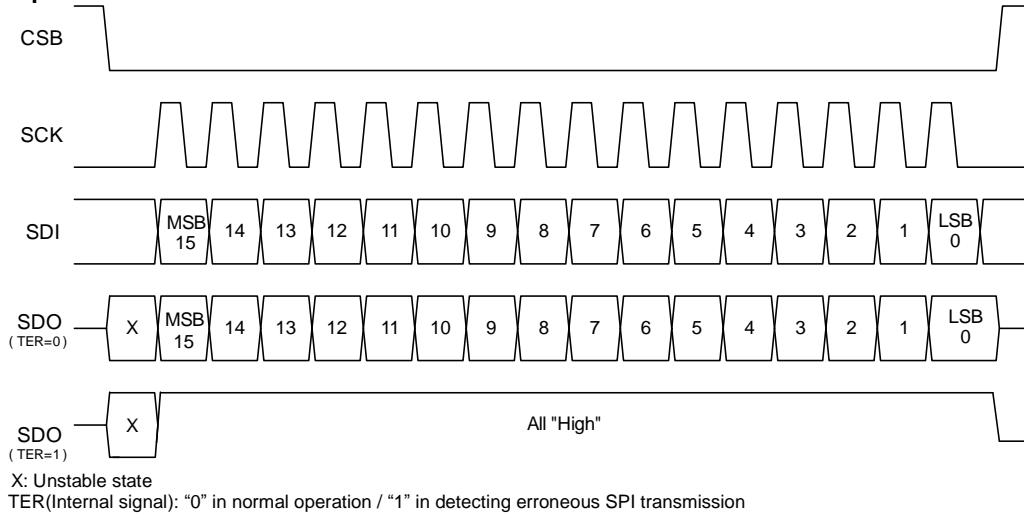 CSB
SCK
SDI
MSB 15 14 13 12 11 10 9 8 7 6 5 4 3 2 1 LSB 0
SDO
( TER=0 )
X MSB 15 14 13 12 11 10 9 8 7 6 5 4 3 2 1 LSB 0
SDO
( TER=1 )
X All "High"
X: Unstable state
TER(Internal signal): “0” in normal operation / “1” in detecting erroneous SPI transmission